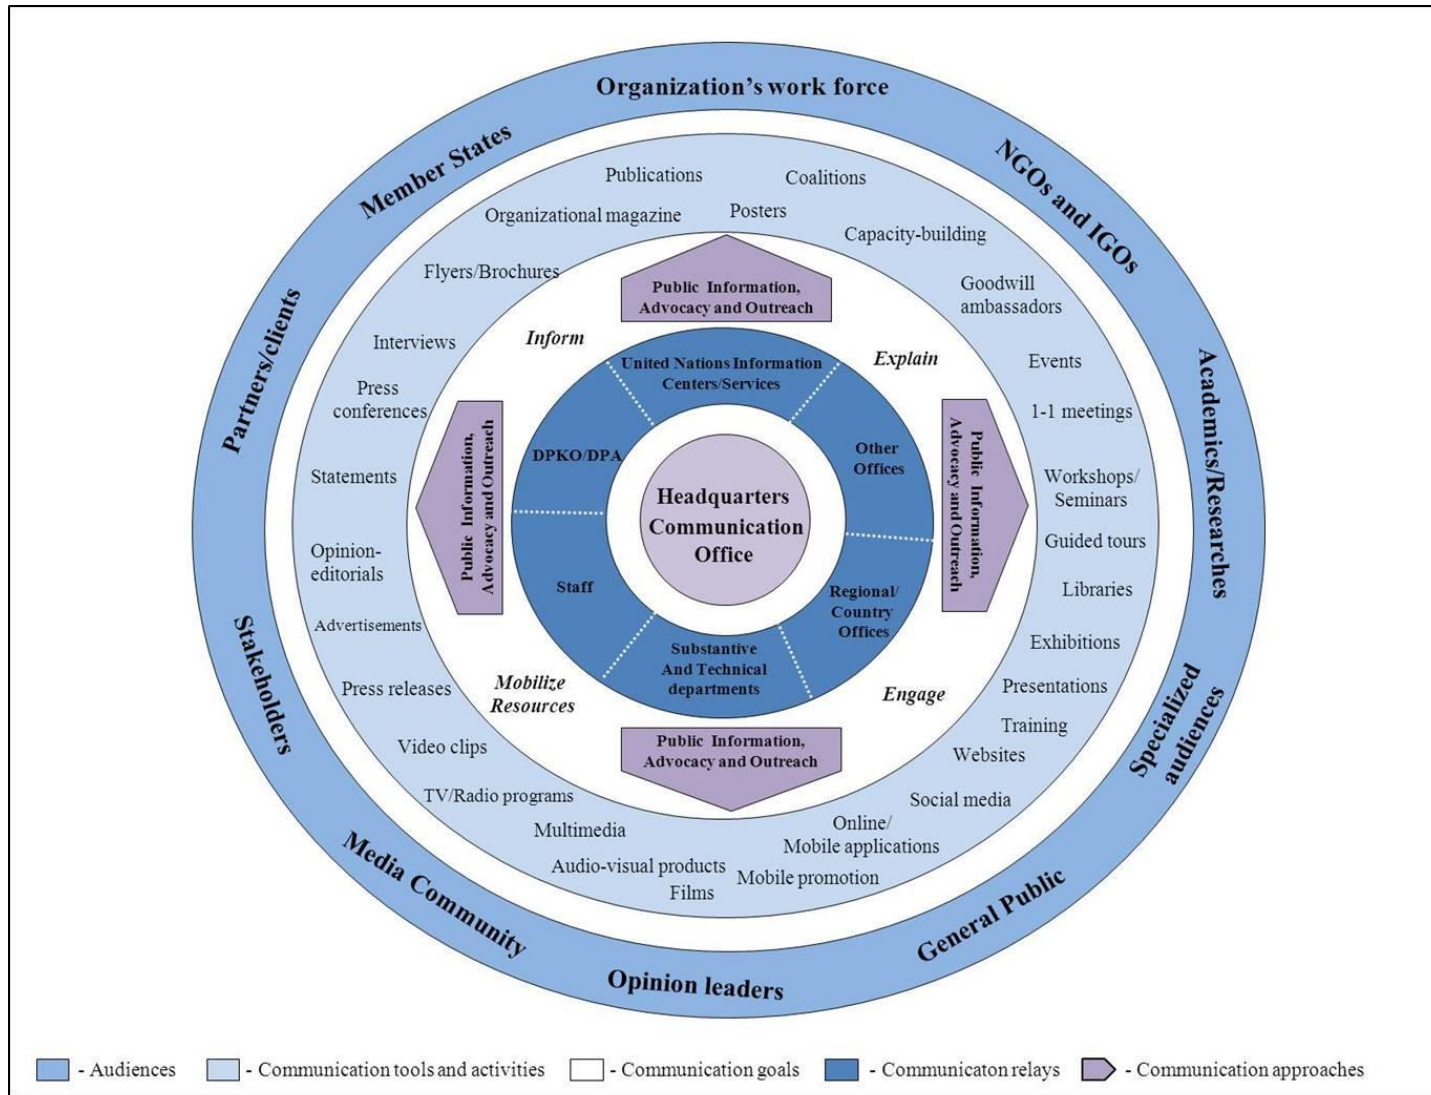 Organization's work force
Member States
NGOs and IGOs
Partners/clients
Academics/Researches
Stakeholders
Specialized
audiences
Media Community
General Public
Opinion leaders
Publications
Coalitions
Organizational magazine
Posters
Capacity-building
Flyers/Brochures
Goodwill
ambassadors
Interviews
Events
Press
conferences
1-1 meetings
Statements
Workshops/
Seminars
Opinion-
editorials
Guided tours
Libraries
Advertisements
Exhibitions
Press releases
Presentations
Training
Video clips
Websites
TV/Radio programs
Social media
Multimedia
Online/
Mobile applications
Audio-visual products
Mobile promotion
Films
Public Information,
Advocacy and Outreach
Inform
Explain
Public Information,
Advocacy and Outreach
Public Information,
Advocacy and Outreach
Mobilize
Resources
Engage
Public Information,
Advocacy and Outreach
United Nations Information
Centers/Services
DPKO/DPA
Other
Offices
Staff
Regional/
Country
Offices
Substantive
And Technical
departments
Headquarters
Communication
Office
- Audiences
- Communication tools and activities
- Communication goals
- Communicaton relays
- Communication approaches